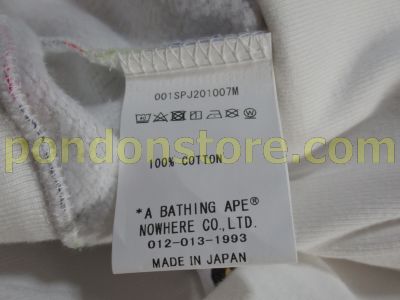 001SPJ201007M
pondonstore.com
100% COTTON
*A BATHING APE®
NOWHERE CO.,LTD.
012-013-1993
MADE IN JAPAN